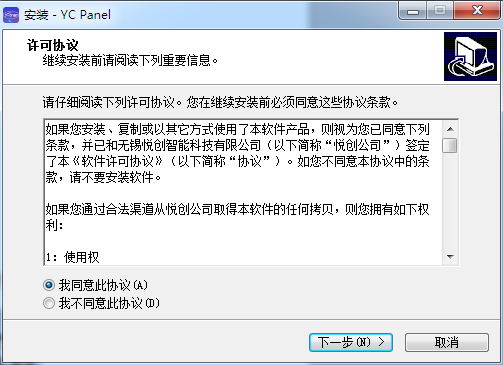 安装 - YC Panel
许可协议
继续安装前请阅读下列重要信息。
请仔细阅读下列许可协议。您在继续安装前必须同意这些协议条款。
如果您安装、复制或以其它方式使用了本软件产品，则视为您已同意下列
条款，并已和无锡悦创智能科技有限公司（以下简称“悦创公司”）签定
了本《软件许可协议》（以下简称“协议”）。如您不同意本协议中的条
款，请不要安装软件。
如果您通过合法渠道从悦创公司取得本软件的任何拷贝，则您拥有如下权
利：
1：使用权
我同意此协议(A)
我不同意此协议(D)
下一步(N) >
取消